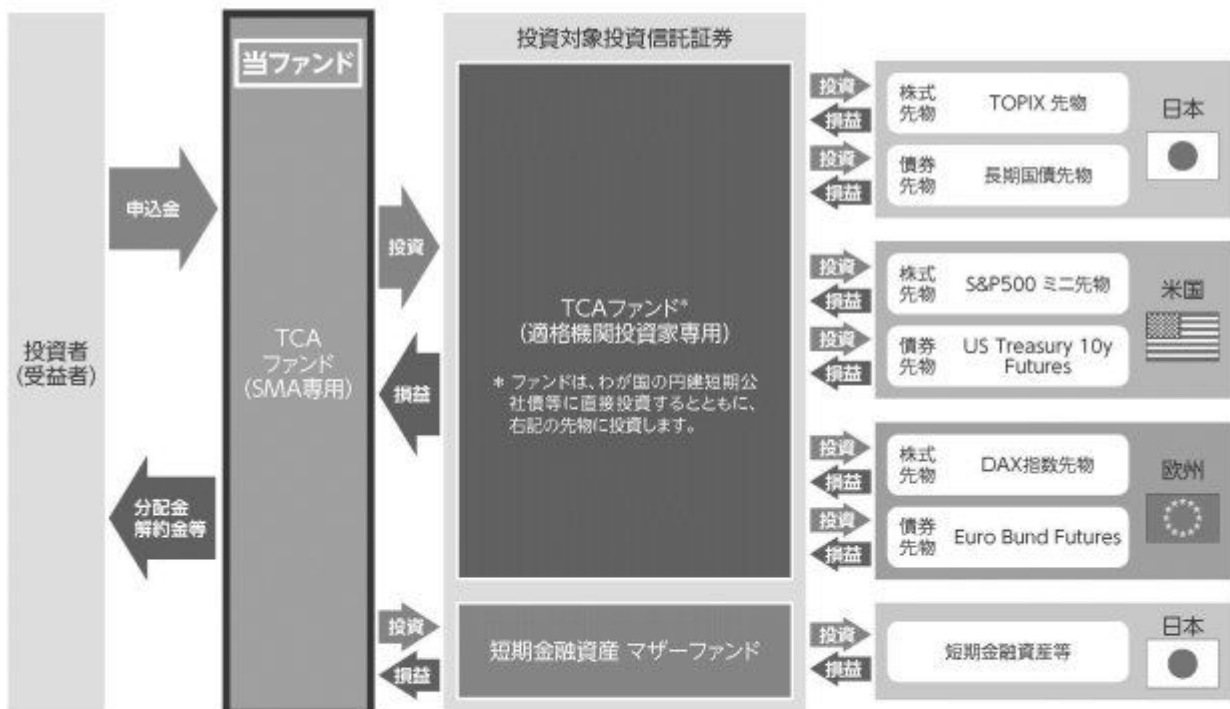 投資者
(受益者)
申込金
分配金
解約金等
当ファンド
TCA
ファンド
(SMA専用)
投資
損益
投資
損益
投資対象投資信託証券
TCAファンド*
(適格機関投資家専用)
* ファンドは、わが国の円建短期公
社債等に直接投資するとともに、
右記の先物に投資します。
短期金融資産 マザーファンド
投資
損益
株式
先物
TOPIX 先物
投資
損益
債券
先物
長期国債先物
日本
投資
損益
株式
先物
S&P500 ミニ先物
投資
損益
債券
先物
US Treasury 10y
Futures
米国
投資
損益
株式
先物
DAX指数先物
投資
損益
債券
先物
Euro Bund Futures
欧州
投資
損益
短期金融資産等
日本